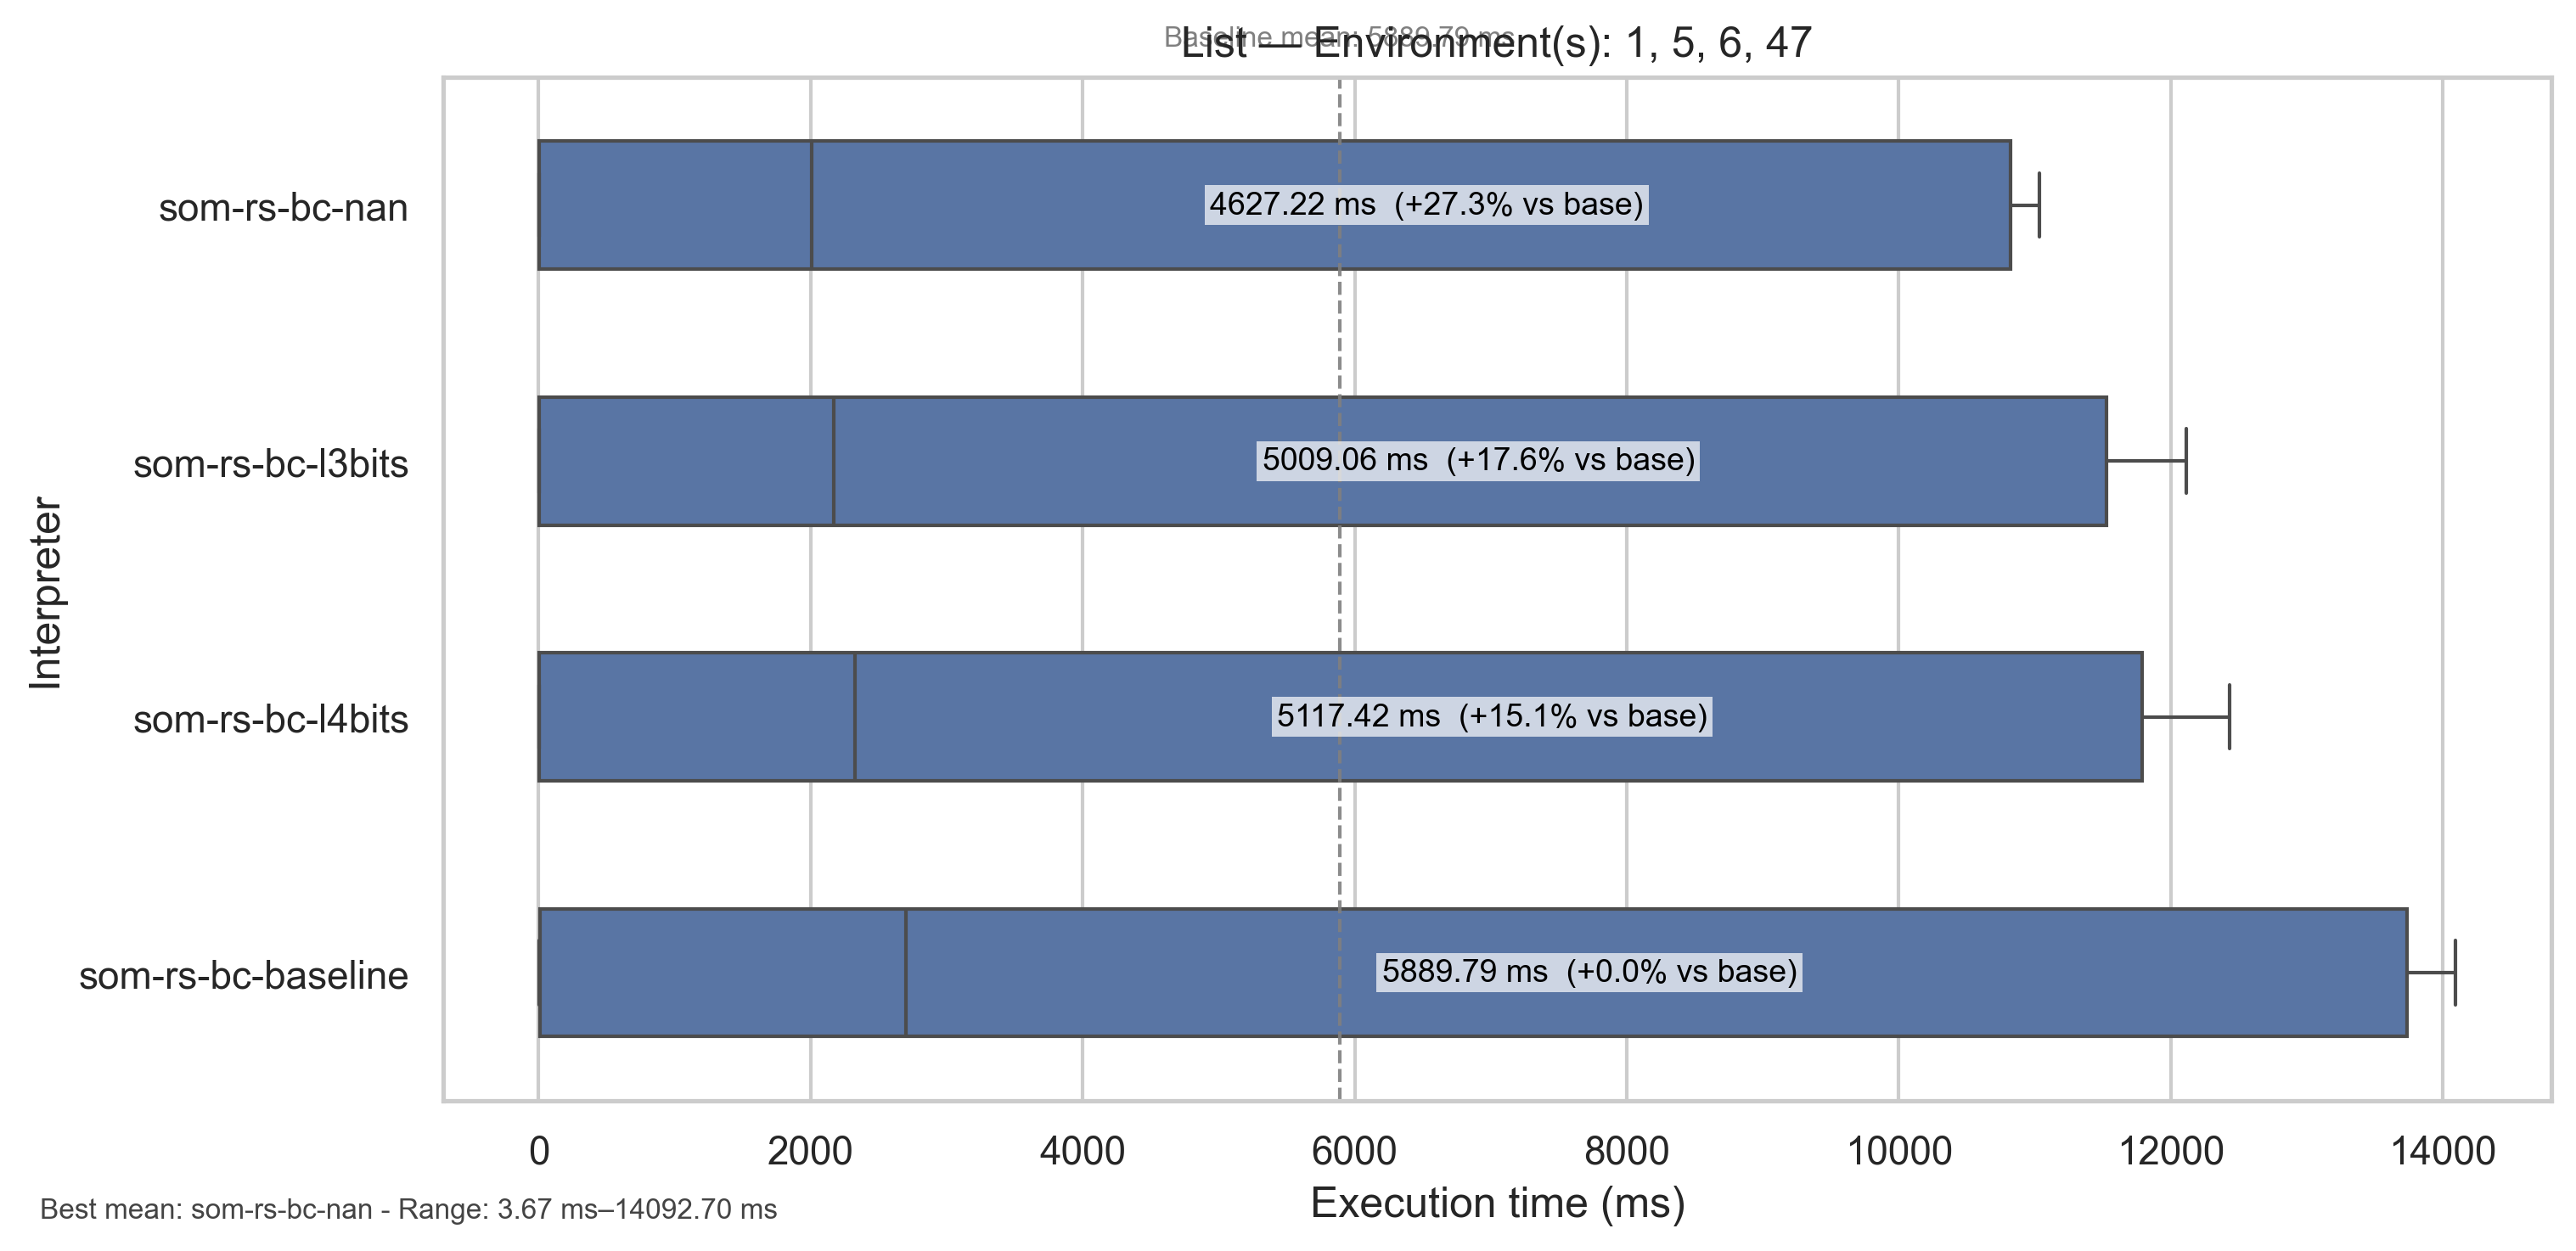 Baseline mean: 5889.79 ms
List — Environment(s): 1, 5, 6, 47
Interpreter
som-rs-bc-nan
4627.22 ms (+27.3% vs base)
som-rs-bc-l3bits
5009.06 ms (+17.6% vs base)
som-rs-bc-l4bits
5117.42 ms (+15.1% vs base)
som-rs-bc-baseline
5889.79 ms (+0.0% vs base)
0 2000 4000 6000 8000 10000 12000 14000
Execution time (ms)
Best mean: som-rs-bc-nan - Range: 3.67 ms–14092.70 ms